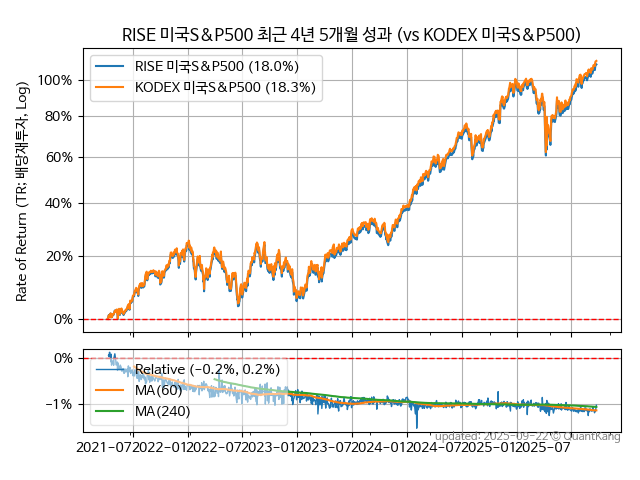 RISE 미국S&P500 최근 4년 5개월 성과 (vs KODEX 미국S&P500)
Rate of Return (TR: 배당재투자, Log)
RISE 미국S&P500 (18.0%)
KODEX 미국S&P500 (18.3%)
100%
80%
60%
40%
20%
0%
0%
-1%
Relative (-0.2%, 0.2%)
MA(60)
MA(240)
updated: 2025-09-22 © QuantKang
2021-07 2022-01 2022-07 2023-01 2023-07 2024-01 2024-07 2025-01 2025-07